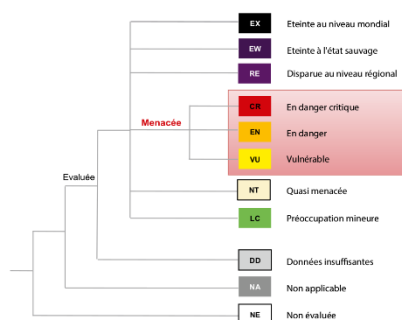 EX Eteinte au niveau mondial
EW Eteinte à l'état sauvage
RE Disparue au niveau régional
CR En danger critique
Menacée
EN En danger
VU Vulnérable
Evaluée
NT Quasi menacée
LC Préoccupation mineure
DD Données insuffisantes
NA Non applicable
NE Non évaluée